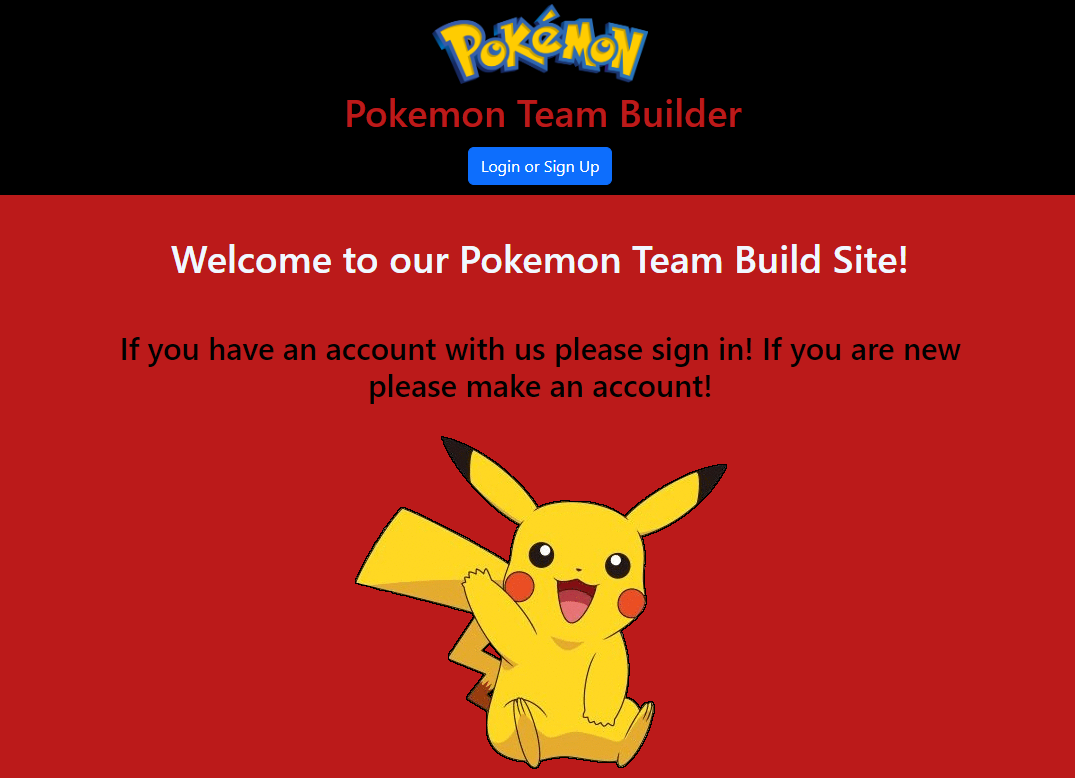 Pokémon
Pokemon Team Builder
Login or Sign Up
Welcome to our Pokemon Team Build Site!
If you have an account with us please sign in! If you are new
please make an account!